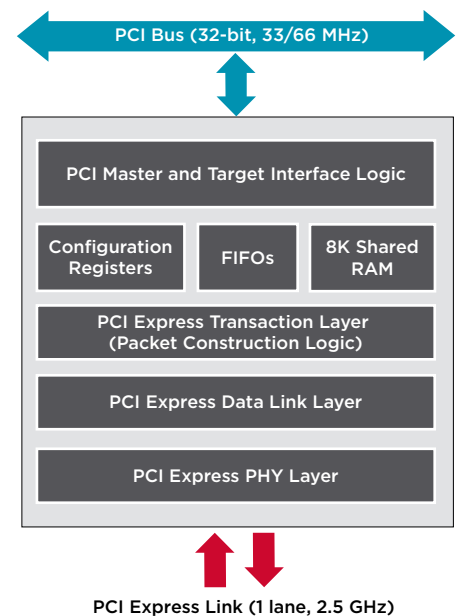 PCI Bus (32-bit, 33/66 MHz)
PCI Master and Target Interface Logic
Configuration
Registers
FIFOs
8K Shared
RAM
PCI Express Transaction Layer
(Packet Construction Logic)
PCI Express Data Link Layer
PCI Express PHY Layer
PCI Express Link (1 lane, 2.5 GHz)